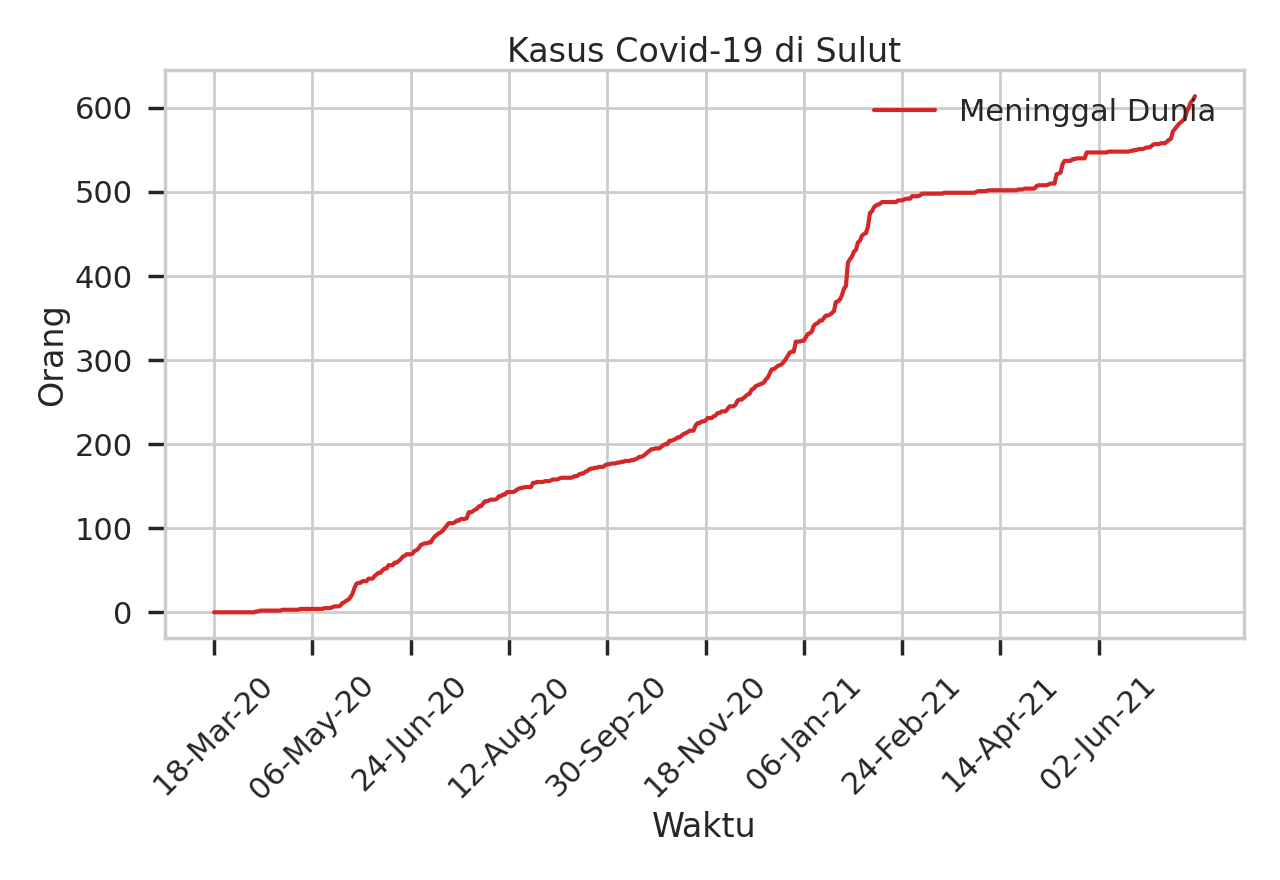 Kasus Covid-19 di Sulut
Meninggal Dunia
Orang
600
500
400
300
200
100
0
18-Mar-20
06-May-20
24-Jun-20
12-Aug-20
30-Sep-20
18-Nov-20
06-Jan-21
24-Feb-21
14-Apr-21
02-Jun-21
Waktu